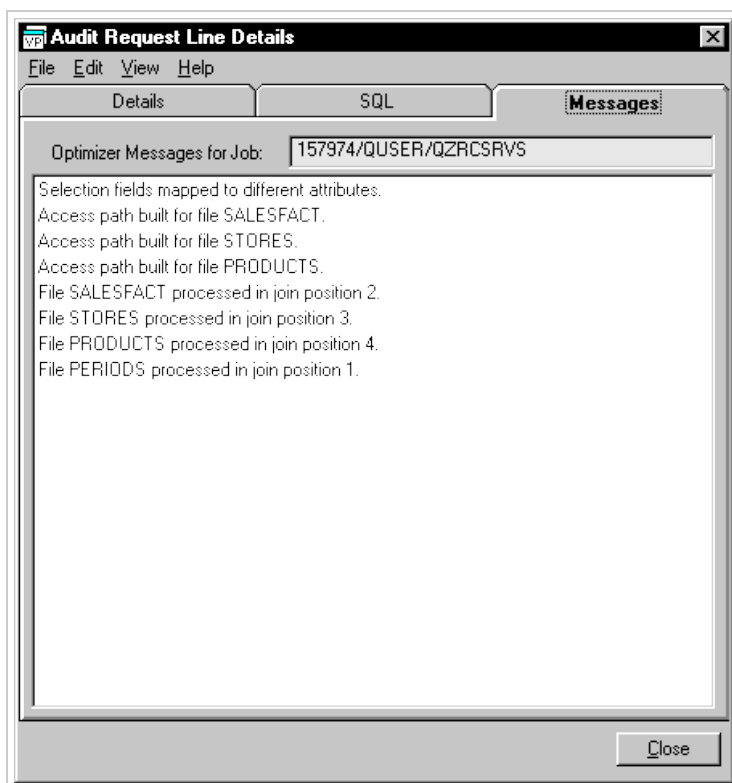 VP Audit Request Line Details
File Edit View Help
Details SQL Messages
Optimizer Messages for Job: 157974/QUSER/QZRCSRVS
Selection fields mapped to different attributes.
Access path built for file SALESFACT.
Access path built for file STORES.
Access path built for file PRODUCTS.
File SALESFACT processed in join position 2.
File STORES processed in join position 3.
File PRODUCTS processed in join position 4.
File PERIODS processed in join position 1.
Close